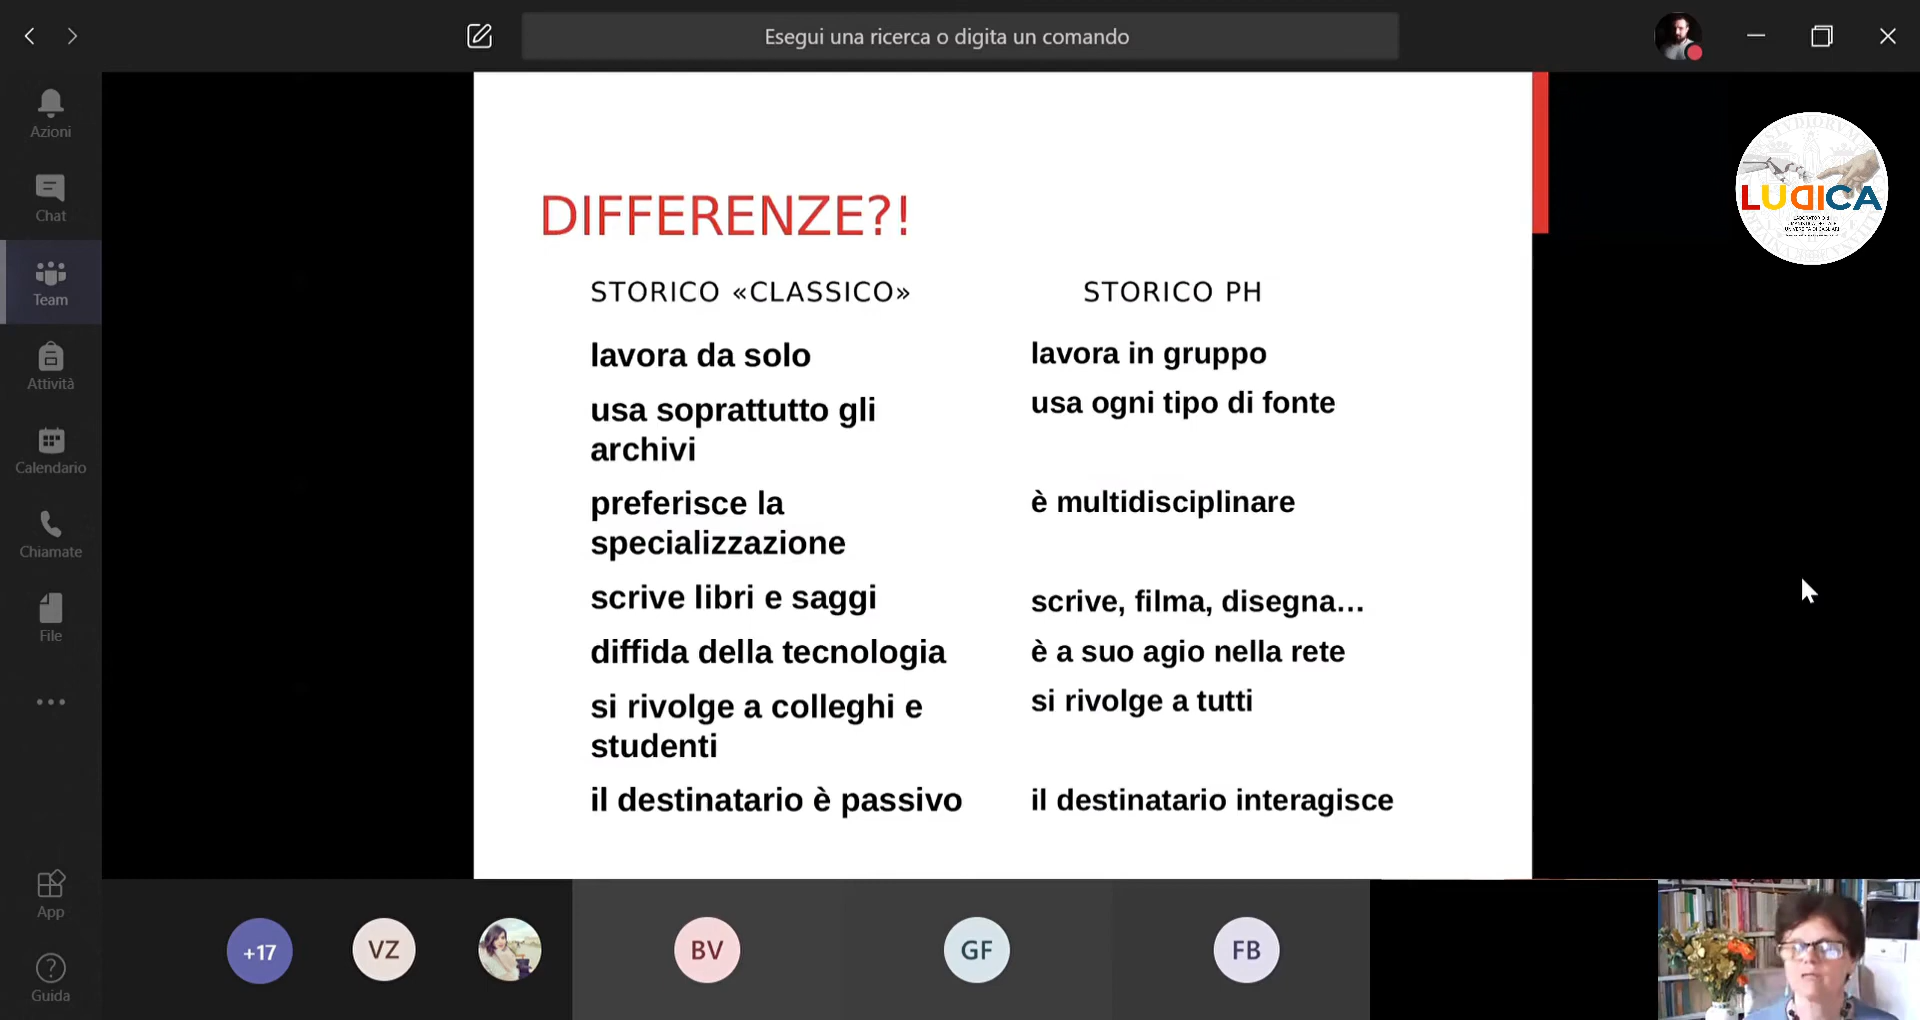 Esegui una ricerca o digita un comando
Azioni
Chat
Team
Attività
Calendario
Chiamate
File
App
Guida
LUDICA
DIFFERENZE?!
STORICO «CLASSICO»
lavora da solo
usa soprattutto gli
archivi
preferisce la
specializzazione
scrive libri e saggi
diffida della tecnologia
si rivolge a colleghi e
studenti
il destinatario è passivo
STORICO PH
lavora in gruppo
usa ogni tipo di fonte
è multidisciplinare
scrive, filma, disegna...
è a suo agio nella rete
si rivolge a tutti
il destinatario interagisce
+17
VZ
BV
GF
FB